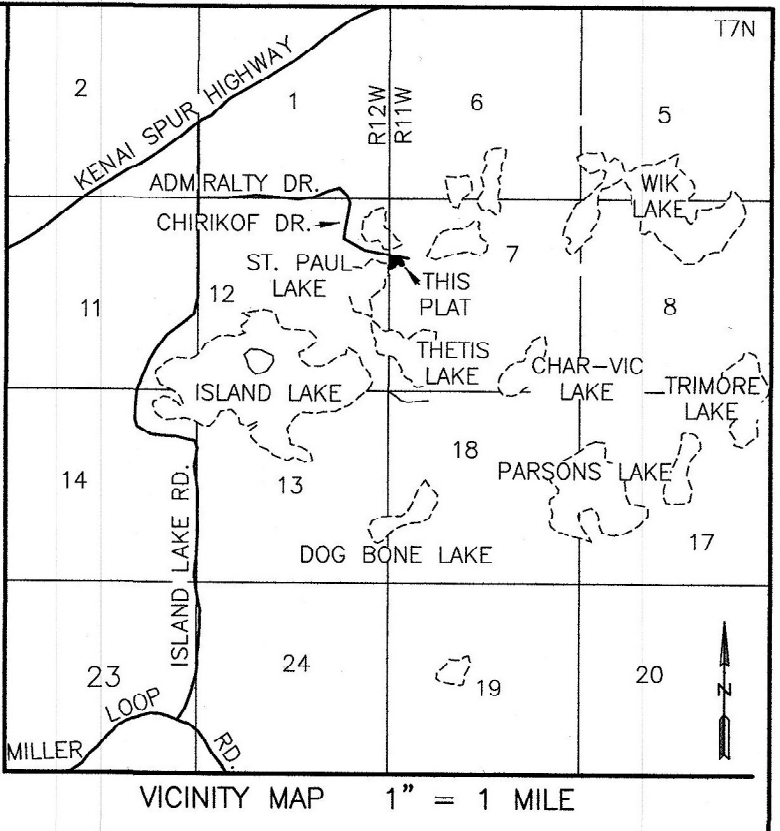 T7N
2
1
6
5
KENAI SPUR HIGHWAY
R12W
R11W
ADMIRALTY DR.
WIK
LAKE
CHIRIKOF DR.
7
ST. PAUL
LAKE
THIS
PLAT
11
12
8
THETIS
LAKE
CHAR-VIC
LAKE
TRIMORE
LAKE
ISLAND LAKE
18
PARSONS LAKE
14
13
17
DOG BONE LAKE
ISLAND LAKE RD.
23
24
19
20
N
MILLER
LOOP
RD.
VICINITY MAP 1" = 1 MILE